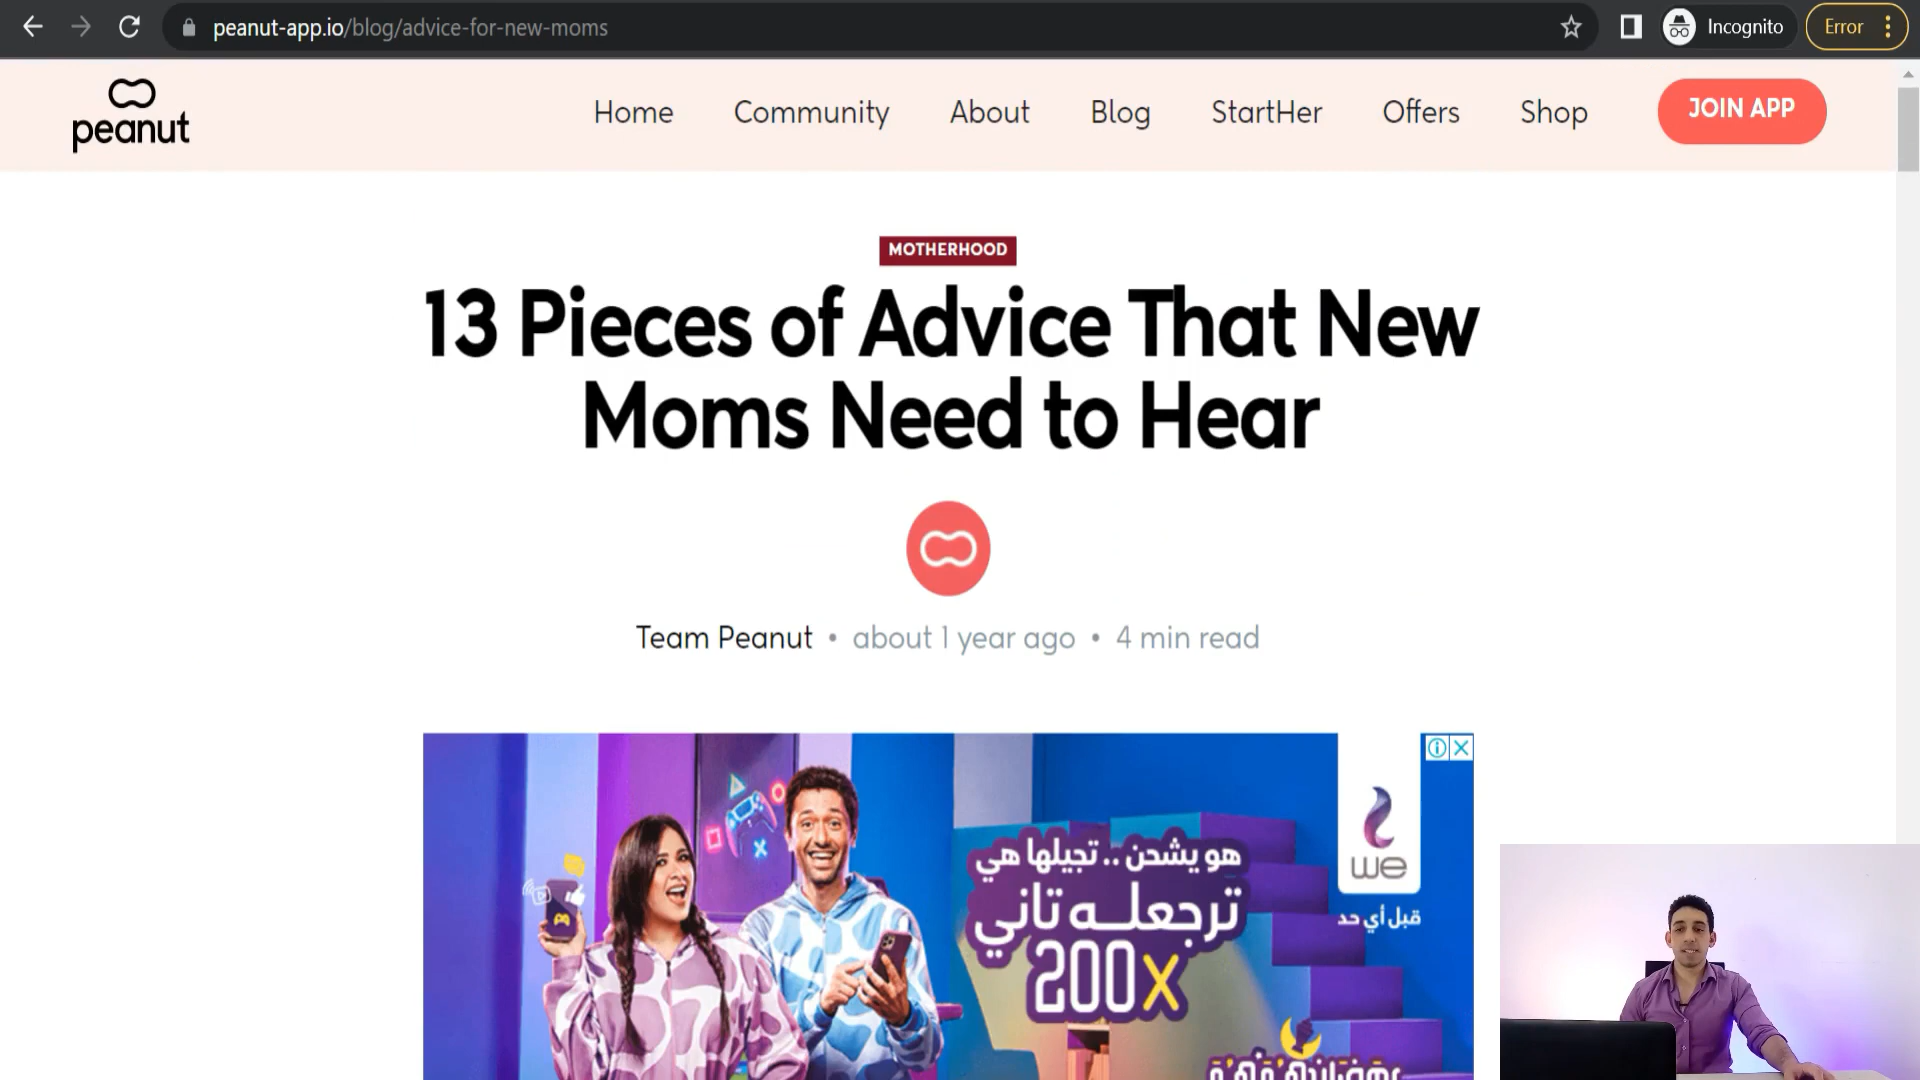 peanut-app.io/blog/advice-for-new-moms
Incognito
Error
peanut
Home
Community
About
Blog
StartHer
Offers
Shop
JOIN APP
MOTHERHOOD
13 Pieces of Advice That New
Moms Need to Hear
Team Peanut • about 1 year ago • 4 min read
هو يشحن .. تجيلها هي
ترجعله تاني
200X
we
قبل أي حد